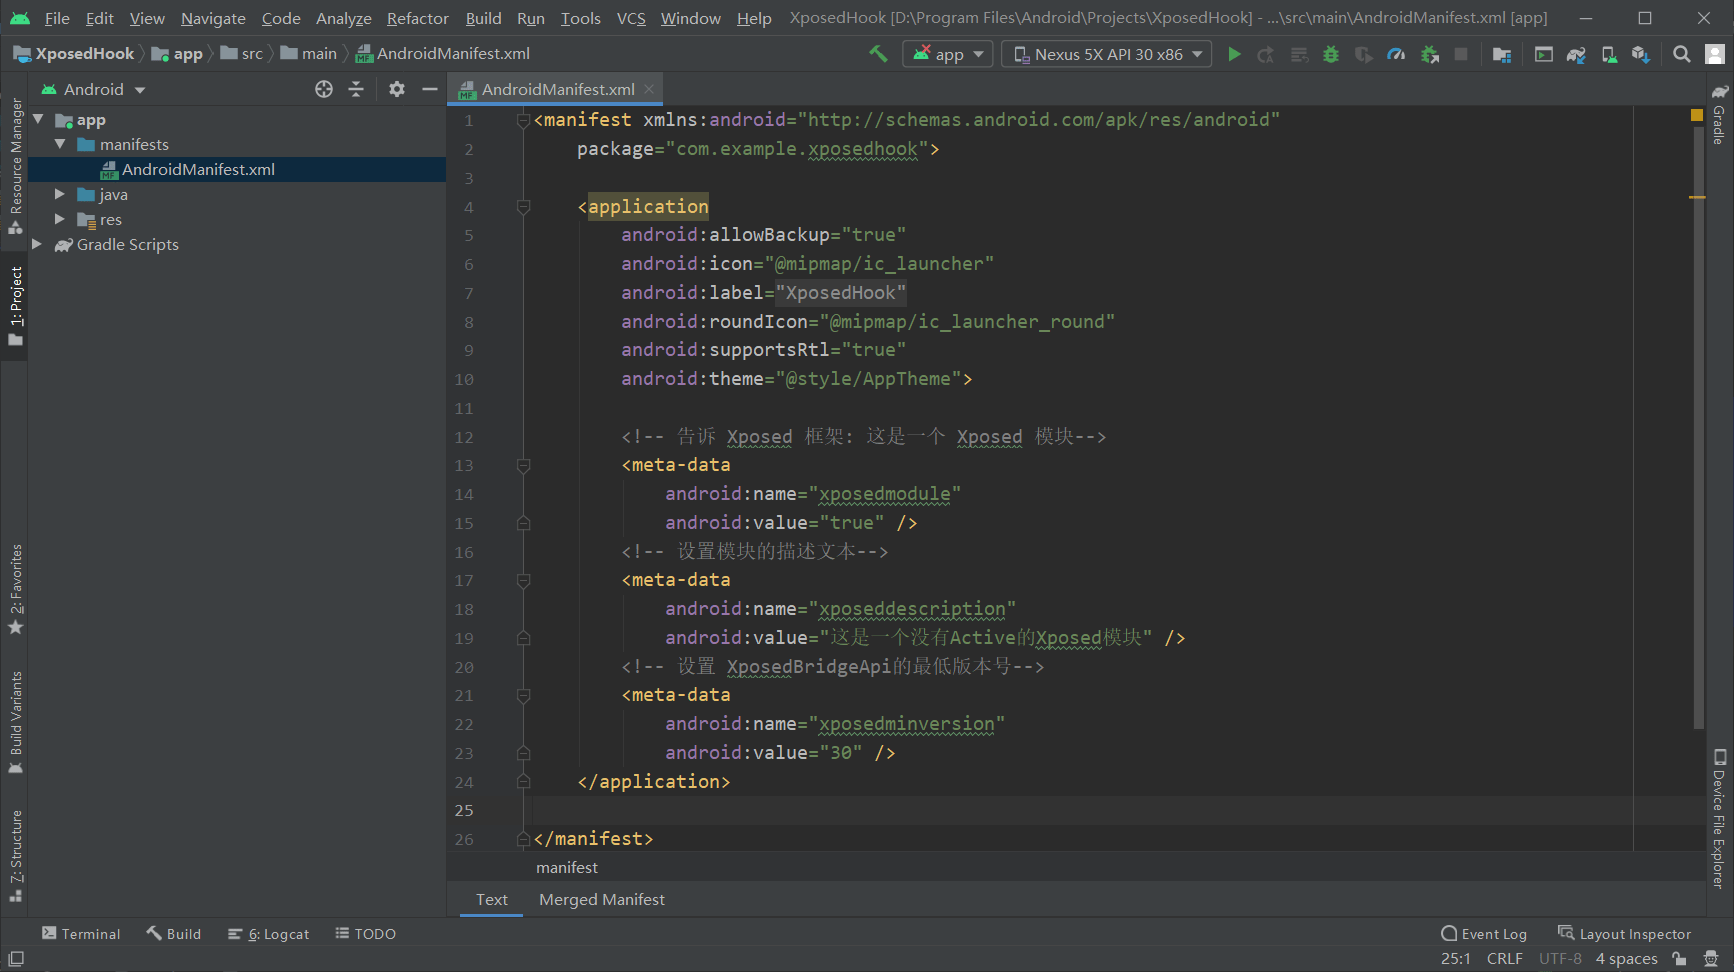 File Edit View Navigate Code Analyze Refactor Build Run Tools VCS Window Help XposedHook [D:\Program Files\Android\Projects\XposedHook] - ...\src\main\AndroidManifest.xml [app]
XposedHook app src main AndroidManifest.xml app Nexus 5X API 30 x86
Android
AndroidManifest.xml
Resource Manager
1: Project
2: Favorites
Build Variants
7: Structure
app
manifests
AndroidManifest.xml
java
res
Gradle Scripts
1 <manifest xmlns:android="http://schemas.android.com/apk/res/android"
2 package="com.example.xposedhook">
3
4 <application
5 android:allowBackup="true"
6 android:icon="@mipmap/ic_launcher"
7 android:label="XposedHook"
8 android:roundIcon="@mipmap/ic_launcher_round"
9 android:supportsRtl="true"
10 android:theme="@style/AppTheme">
11
12 <!-- 告诉 Xposed 框架: 这是一个 Xposed 模块-->
13 <meta-data
14 android:name="xposedmodule"
15 android:value="true" />
16 <!-- 设置模块的描述文本-->
17 <meta-data
18 android:name="xposeddescription"
19 android:value="这是一个没有Active的Xposed模块" />
20 <!-- 设置 XposedBridgeApi的最低版本号-->
21 <meta-data
22 android:name="xposedminversion"
23 android:value="30" />
24 </application>
25
26 </manifest>
manifest
Text Merged Manifest
Gradle
Device File Explorer
Terminal Build 6: Logcat TODO Event Log Layout Inspector
25:1 CRLF UTF-8 4 spaces